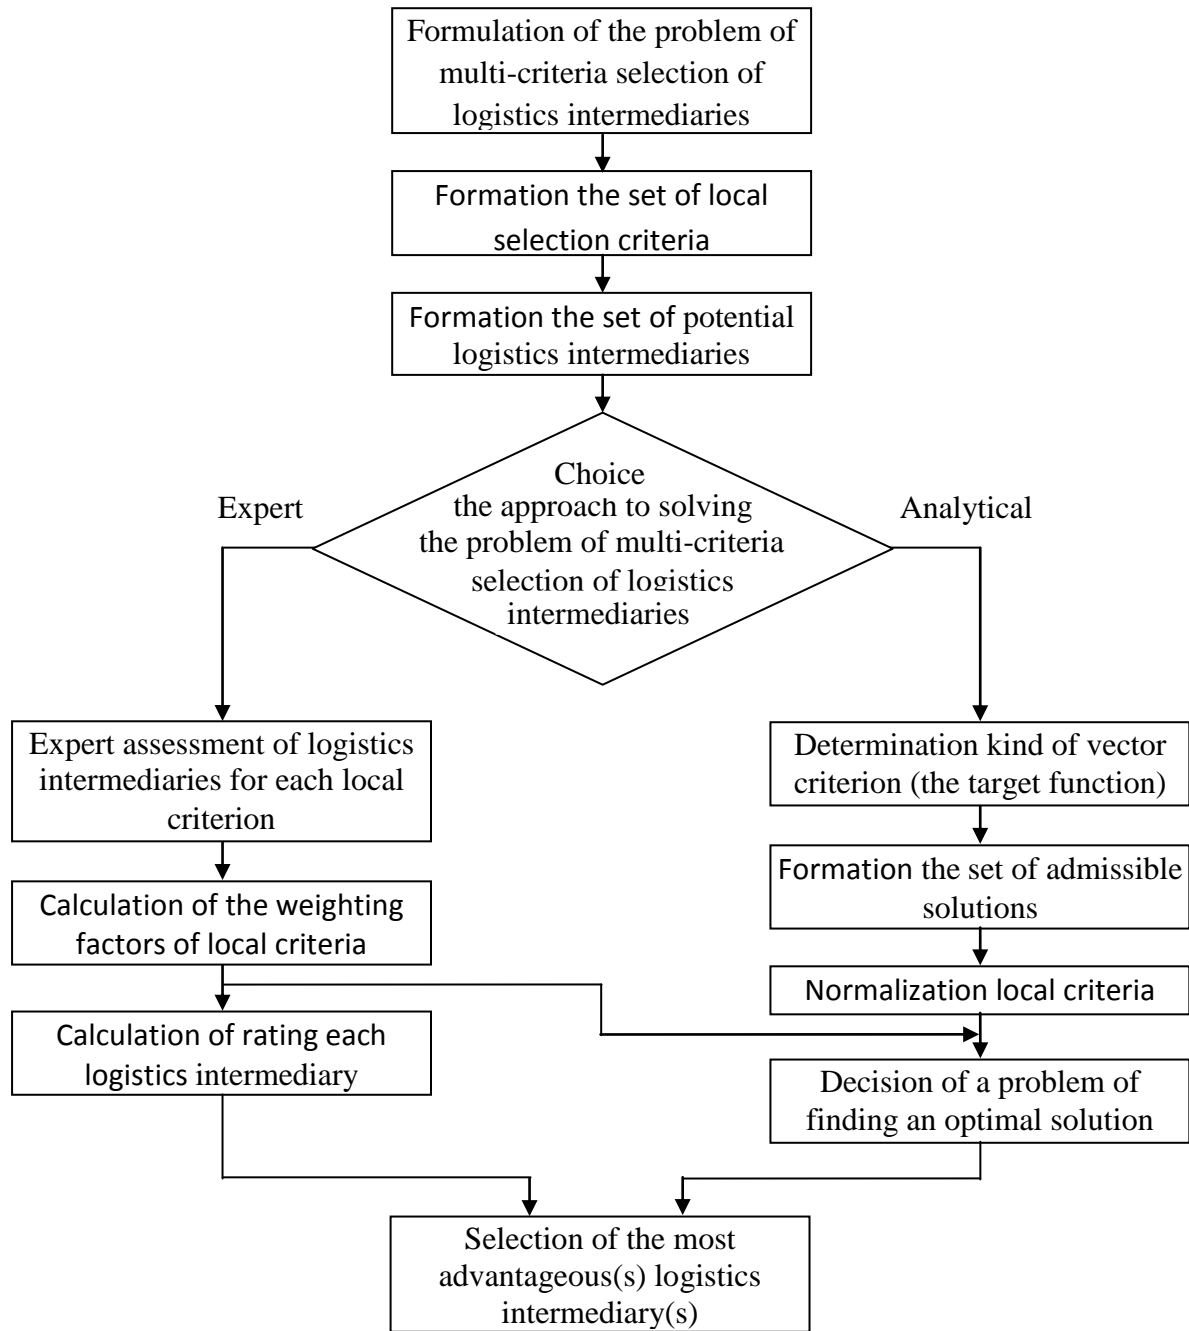 Formulation of the problem of
multi-criteria selection of
logistics intermediaries
Formation the set of local
selection criteria
Formation the set of potential
logistics intermediaries
Choice
the approach to solving
the problem of multi-criteria
selection of logistics
intermediaries
Expert
Analytical
Expert assessment of logistics
intermediaries for each local
criterion
Calculation of the weighting
factors of local criteria
Calculation of rating each
logistics intermediary
Determination kind of vector
criterion (the target function)
Formation the set of admissible
solutions
Normalization local criteria
Decision of a problem of
finding an optimal solution
Selection of the most
advantageous(s) logistics
intermediary(s)